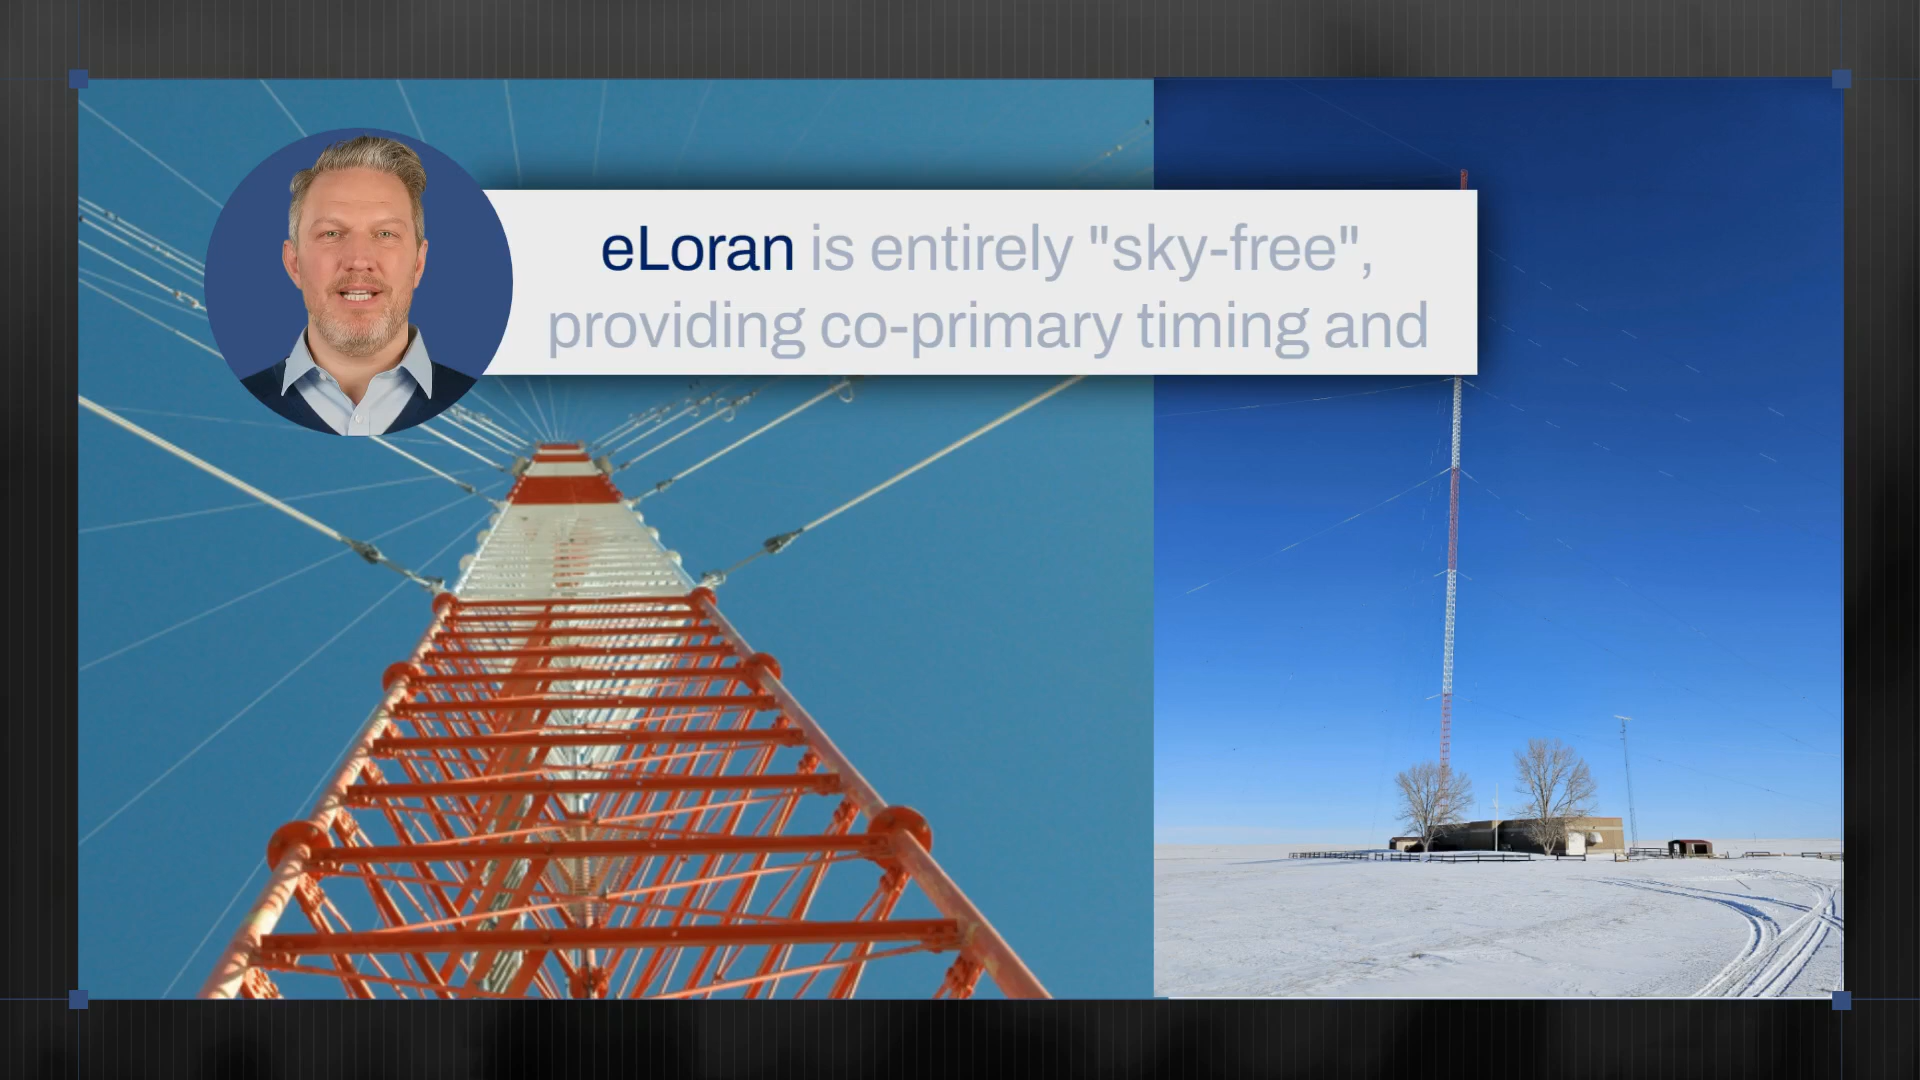 eLoran is entirely "sky-free",
providing co-primary timing and